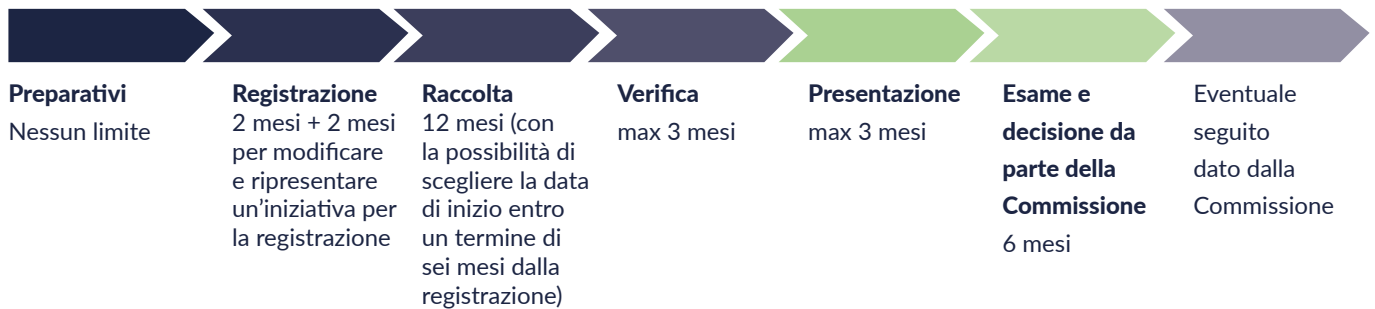 Preparativi
Nessun limite
Registrazione
2 mesi + 2 mesi
per modificare
e ripresentare
un’iniziativa per
la registrazione
Raccolta
12 mesi (con
la possibilità di
scegliere la data
di inizio entro
un termine di
sei mesi dalla
registrazione)
Verifica
max 3 mesi
Presentazione
max 3 mesi
Esame e
decisione da
parte della
Commissione
6 mesi
Eventuale
seguito
dato dalla
Commissione